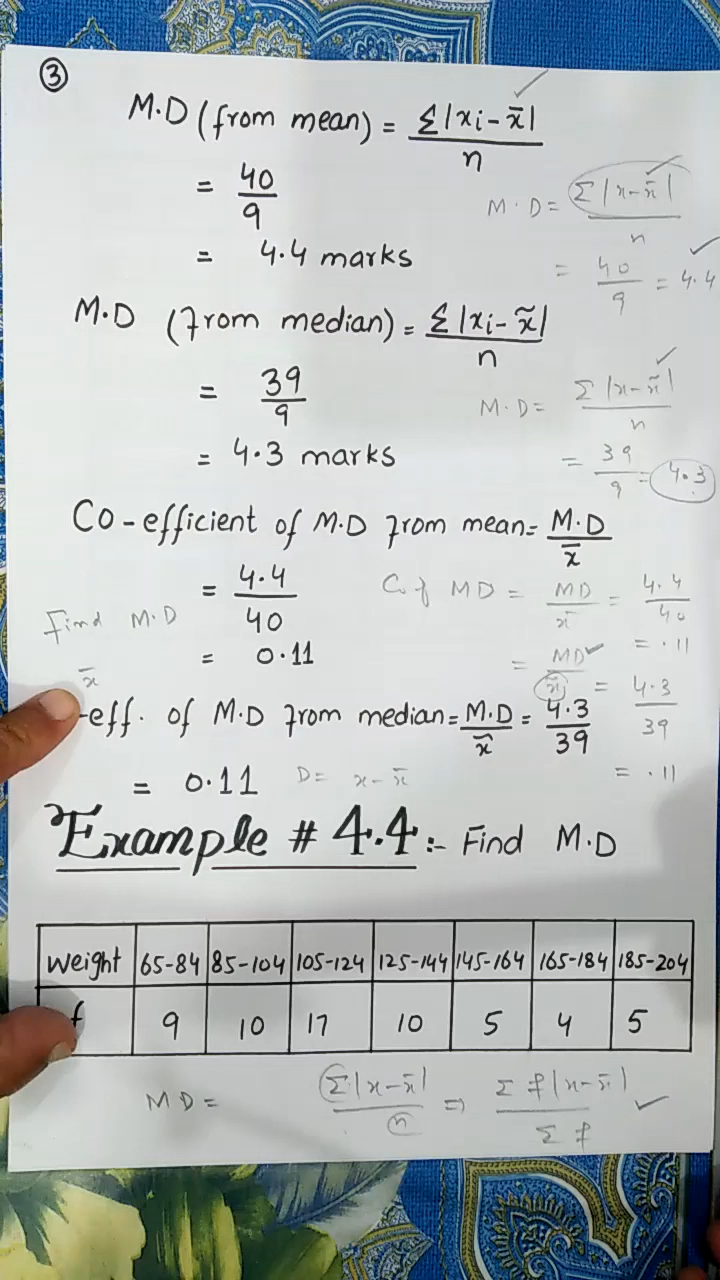 ③
M.D (from mean) = Σ|xi - x̄|
n
= 40
9
= 4.4 marks
M.D = Σ|x - x̄|
n
= 40 = 4.4
9
M.D (from median) = Σ|xi - x̃|
n
= 39
9
= 4.3 marks
M.D = Σ|x - x̃|
n
= 39 = 4.3
9
Co-efficient of M.D from mean = M.D
x̄
= 4.4
40
= 0.11
C. of MD = MD = 4.4
x̄ 40
= .11
Find M.D
x̄
= MD = 4.3
x̃ 39
= .11
-eff. of M.D from median = M.D = 4.3
x̃ 39
= 0.11
D = x - x̄
Example # 4.4 :- Find M.D
Weight 65-84 85-104 105-124 125-144 145-164 165-184 185-204
f 9 10 17 10 5 4 5
MD = Σ|x - x̄| ⇒ Σ f|x - x̄|
n Σ f